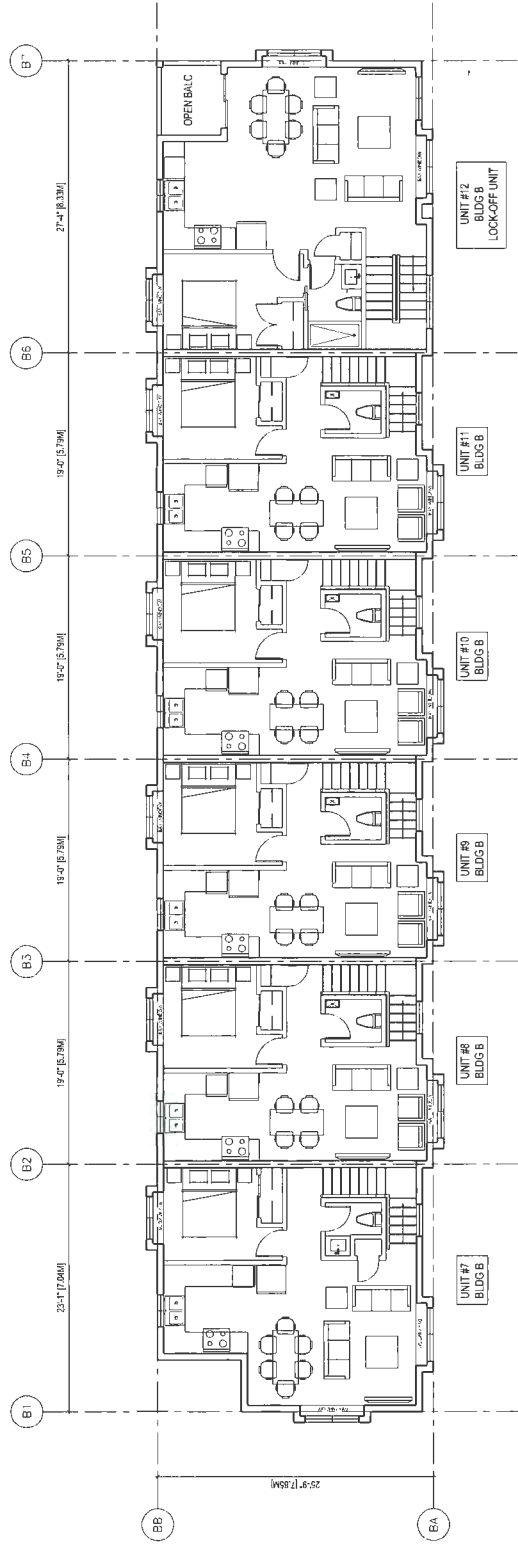 B1
B2
B3
B4
B5
B6
B7
23'-1" [7.04M]
19'-0" [5.79M]
19'-0" [5.79M]
19'-0" [5.79M]
19'-0" [5.79M]
27'-4" [8.33M]
BB
OPEN BALC
25'-9" [7.85M]
BA
UNIT #7
BLDG B
UNIT #8
BLDG B
UNIT #9
BLDG B
UNIT #10
BLDG B
UNIT #11
BLDG B
UNIT #12
BLDG B
LOCK-OFF UNIT